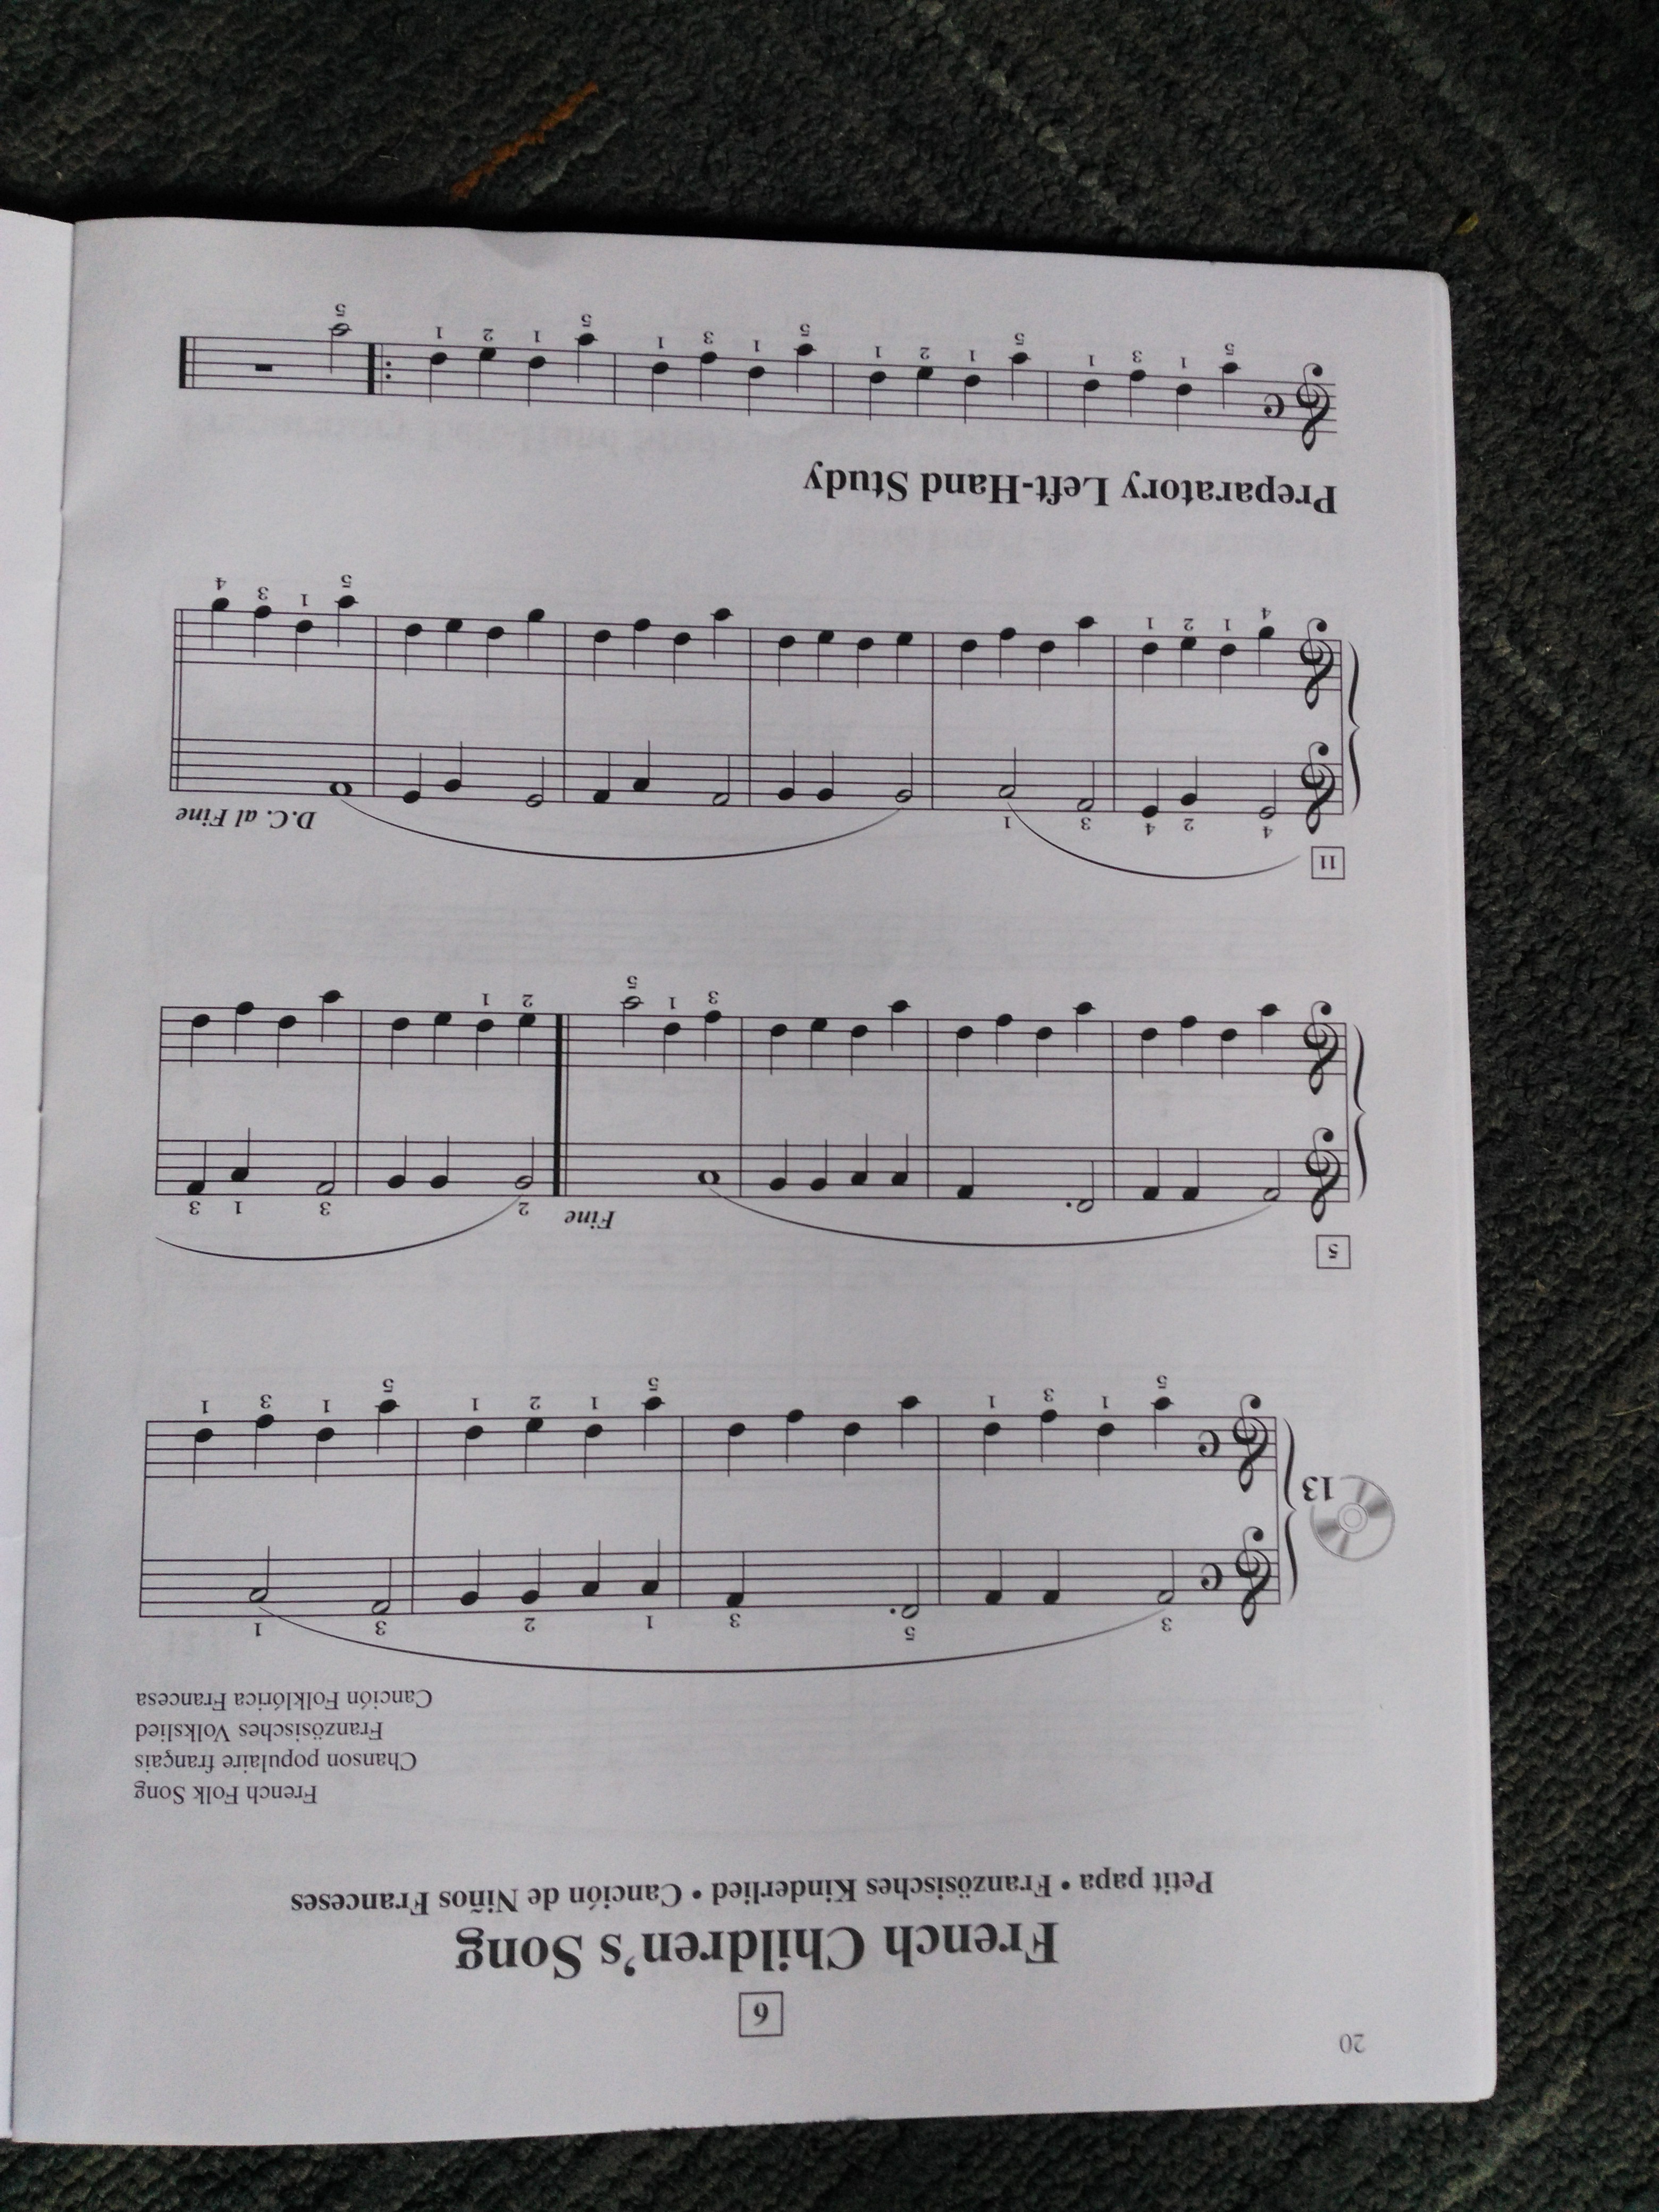 20
6
French Children's Song
Petit papa • Französisches Kinderlied • Canción de Niños Franceses
French Folk Song
Chanson populaire français
Französisches Volkslied
Canción Folklórica Francesa
3 5 3 1 2 3 1
13
5 1 3 1 5 1 2 1 5 1 3 1
5
Fine
2 3 1 3
3 1 5 2 1
11
4 2 4 3 1
D.C. al Fine
4 1 2 1 5 1 3 4
Preparatory Left-Hand Study
5 1 3 1 5 1 2 1 5 1 3 1 5 1 2 1 5